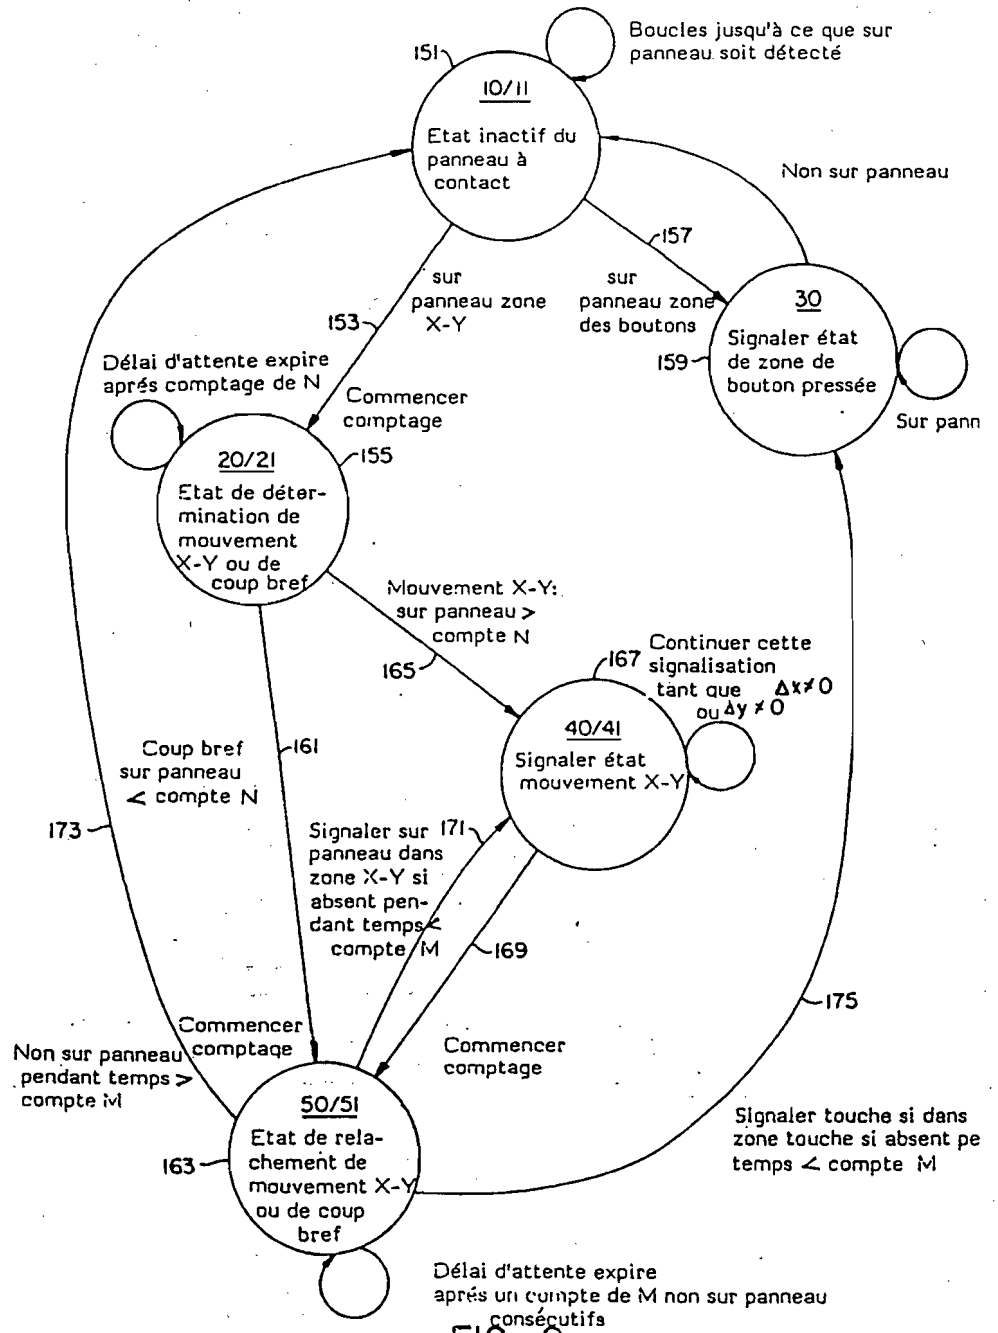 Boucles jusqu'à ce que sur
panneau soit détecté
151
10/11
Etat inactif du
panneau à
contact
Non sur panneau
157
sur
panneau zone
X-Y
153
sur
panneau zone
des boutons
30
Signaler état
de zone de
bouton pressée
159
Sur pann
Délai d'attente expire
aprés comptage de N
Commencer
comptage
155
20/21
Etat de déter-
mination de
mouvement
X-Y ou de
coup bref
Mouvement X-Y:
sur panneau >
compte N
165
167
Continuer cette
signalisation
tant que Δx≠0
ou Δy≠0
40/41
Signaler état
mouvement X-Y
Coup bref
sur panneau
< compte N
161
173
Signaler sur
panneau dans
zone X-Y si
absent pen-
dant temps <
compte M
171
169
175
Commencer
comptage
Non sur panneau
pendant temps >
compte M
Commencer
comptage
50/51
Etat de rela-
chement de
mouvement X-Y
ou de coup
bref
163
Signaler touche si dans
zone touche si absent pe
temps < compte M
Délai d'attente expire
aprés un compte de M non sur panneau
consécutifs